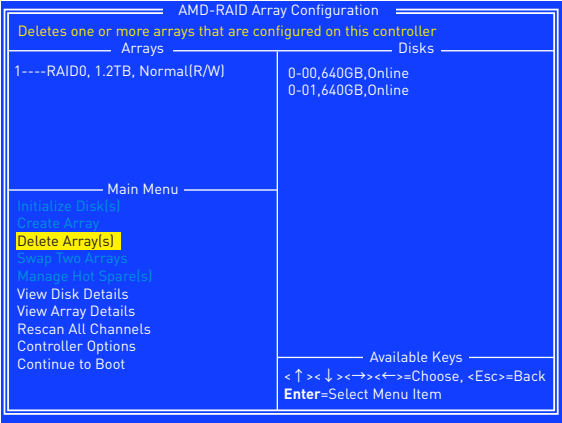 AMD-RAID Array Configuration
Deletes one or more arrays that are configured on this controller
Arrays
1----RAID0, 1.2TB, Normal(R/W)
Disks
0-00,640GB,Online
0-01,640GB,Online
Main Menu
Initialize Disk(s)
Create Array
Delete Array(s)
Swap Two Arrays
Manage Hot Spare(s)
View Disk Details
View Array Details
Rescan All Channels
Controller Options
Continue to Boot
Available Keys
<↑><↓><→><←>=Choose, <Esc>=Back
Enter=Select Menu Item